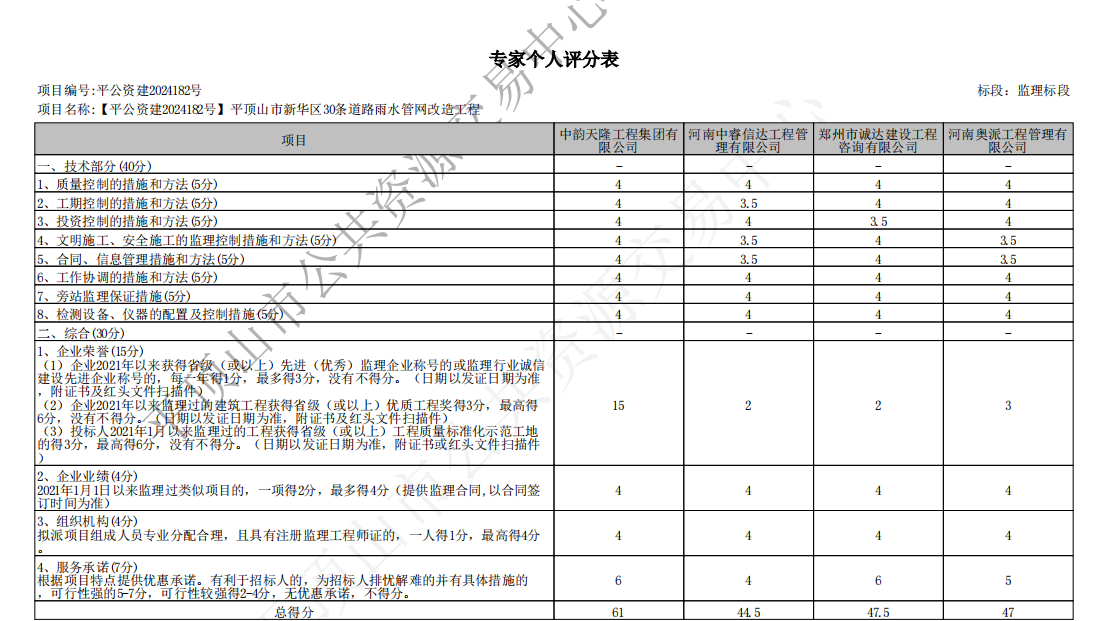 专家个人评分表
项目编号:平公资建2024182号 标段：监理标段
项目名称:【平公资建2024182号】平顶山市新华区30条道路雨水管网改造工程
项目 中韵天隆工程集团有限公司 河南中睿信达工程管理有限公司 郑州市诚达建设工程咨询有限公司 河南奥派工程管理有限公司
一、技术部分(40分) - - - -
1、质量控制的措施和方法(5分) 4 4 4 4
2、工期控制的措施和方法(5分) 4 3.5 4 4
3、投资控制的措施和方法(5分) 4 4 3.5 4
4、文明施工、安全施工的监理控制措施和方法(5分) 4 3.5 4 3.5
5、合同、信息管理措施和方法(5分) 4 3.5 4 3.5
6、工作协调的措施和方法(5分) 4 4 4 4
7、旁站监理保证措施(5分) 4 4 4 4
8、检测设备、仪器的配置及控制措施(5分) 4 4 4 4
二、综合(30分) - - - -
1、企业荣誉(15分)
（1）企业2021年以来获得省级（或以上）先进（优秀）监理企业称号的或监理行业诚信
建设先进企业称号的，每一年得1分，最多得3分，没有不得分。（日期以发证日期为准
，附证书及红头文件扫描件）
（2）企业2021年以来监理过的建筑工程获得省级（或以上）优质工程奖得3分，最高得
6分，没有不得分。（日期以发证日期为准，附证书及红头文件扫描件）
（3）投标人2021年1月以来监理过的工程获得省级（或以上）工程质量标准化示范工地
的得3分，最高得6分，没有不得分。（日期以发证日期为准，附证书或红头文件扫描件
）
15 2 2 3
2、企业业绩(4分)
2021年1月1日以来监理过类似项目的，一项得2分，最多得4分（提供监理合同,以合同签
订时间为准）
4 4 4 4
3、组织机构(4分)
拟派项目组成人员专业分配合理，且具有注册监理工程师证的，一人得1分，最高得4分
。
4 4 4 4
4、服务承诺(7分)
根据项目特点提供优惠承诺。有利于招标人的，为招标人排忧解难的并有具体措施的
，可行性强的5-7分，可行性较强得2-4分，无优惠承诺，不得分。
6 4 6 5
总得分 61 44.5 47.5 47
平顶山市公共资源交易中心
平顶山市公共资源交易中心